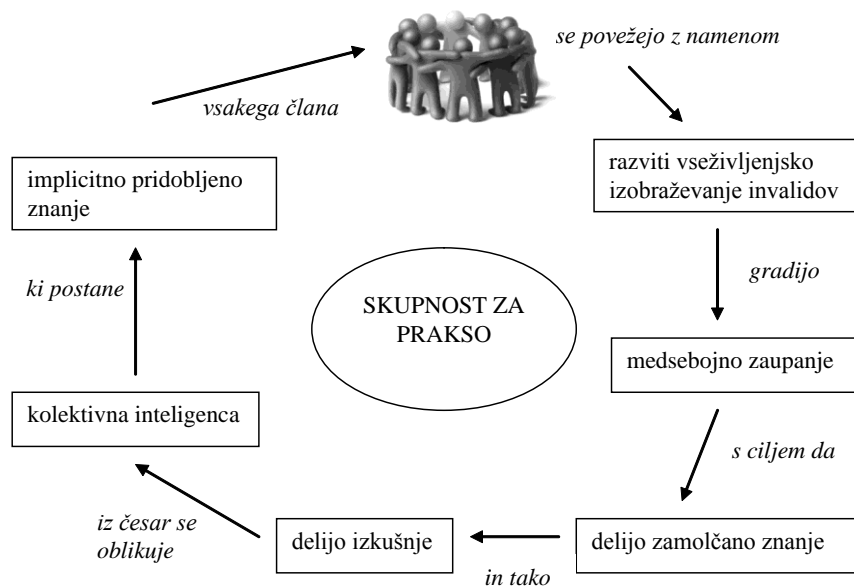 se povežejo z namenom
vsakega člana
razviti vseživljenjsko
izobraževanje invalidov
implicitno pridobljeno
znanje
gradijo
ki postane
SKUPNOST ZA
PRAKSO
medsebojno zaupanje
kolektivna inteligenca
s ciljem da
iz česar se
oblikuje
delijo izkušnje
delijo zamolčano znanje
in tako